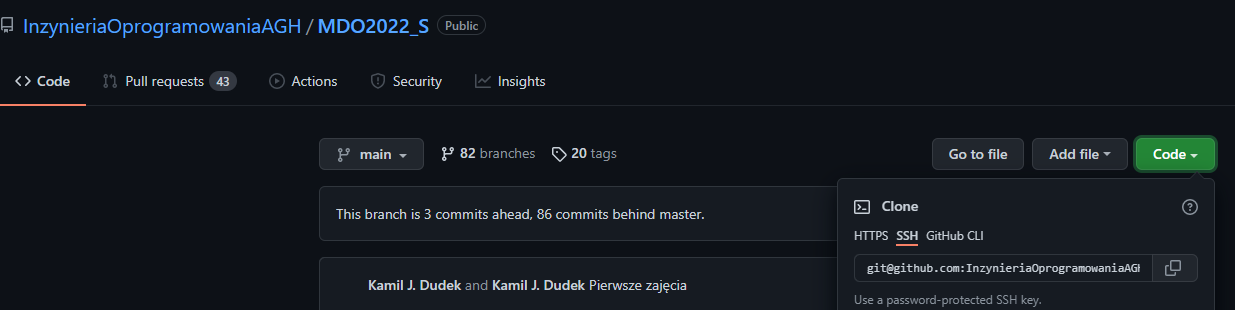 InzynieriaOprogramowaniaAGH / MDO2022_S Public
Code Pull requests 43 Actions Security Insights
main 82 branches 20 tags Go to file Add file Code
This branch is 3 commits ahead, 86 commits behind master.
Clone
HTTPS SSH GitHub CLI
git@github.com:InzynieriaOprogramowaniaAGH
Kamil J. Dudek and Kamil J. Dudek Pierwsze zajęcia
Use a password-protected SSH key.